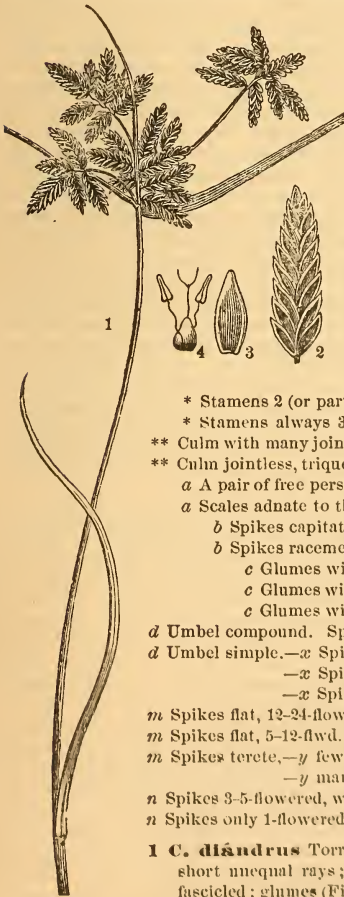 1
4 3 2
* Stamens 2 (or par
* Stamens always 3
** Culm with many join
** Culm jointless, trique
a A pair of free pers
a Scales adnate to th
b Spikes capitat
b Spikes raceme
c Glumes wi
c Glumes wi
c Glumes wi
d Umbel compound. Sp
d Umbel simple.—x Spi
—x Spi
—x Spi
m Spikes flat, 12-24-flow
m Spikes flat, 5-12-flwd.
m Spikes terete,—y few
—y mar
n Spikes 3-5-flowered, w
n Spikes only 1-flowered
1 C. diándrus Torr
short unequal rays;
fascicled; glumes (Fi